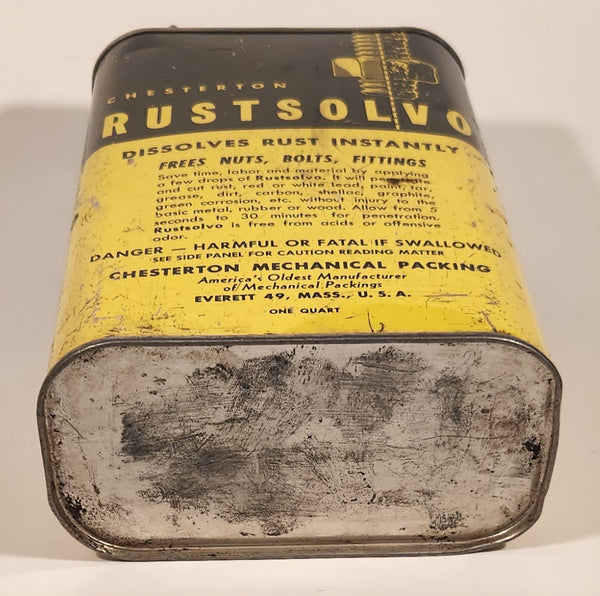 CHESTERTON
RUSTSOLVO
DISSOLVES RUST INSTANTLY
FREES NUTS, BOLTS, FITTINGS
Save time, labor and material by applying
a few drops of Rustsolvo. It will penetrate
and cut rust, red or white lead, paint, tar,
grease, dirt, carbon, shellac, graphite,
green corrosion, etc. without injury to the
basic metal, rubber or wood. Allow from 5
seconds to 30 minutes for penetration.
Rustsolvo is free from acids or offensive
odor.
DANGER — HARMFUL OR FATAL IF SWALLOWED
SEE SIDE PANEL FOR CAUTION READING MATTER
CHESTERTON MECHANICAL PACKING
America's Oldest Manufacturer
of Mechanical Packings
EVERETT 49, MASS., U. S. A.
ONE QUART